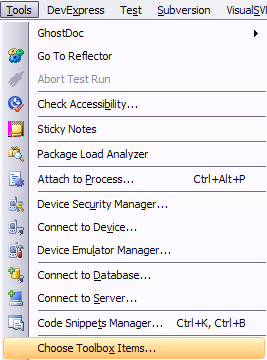 Tools DevExpress Test Subversion VisualSV
GhostDoc
Go To Reflector
Abort Test Run
Check Accessibility...
Sticky Notes
Package Load Analyzer
Attach to Process... Ctrl+Alt+P
Device Security Manager...
Connect to Device...
Device Emulator Manager...
Connect to Database...
Connect to Server...
Code Snippets Manager... Ctrl+K, Ctrl+B
Choose Toolbox Items...